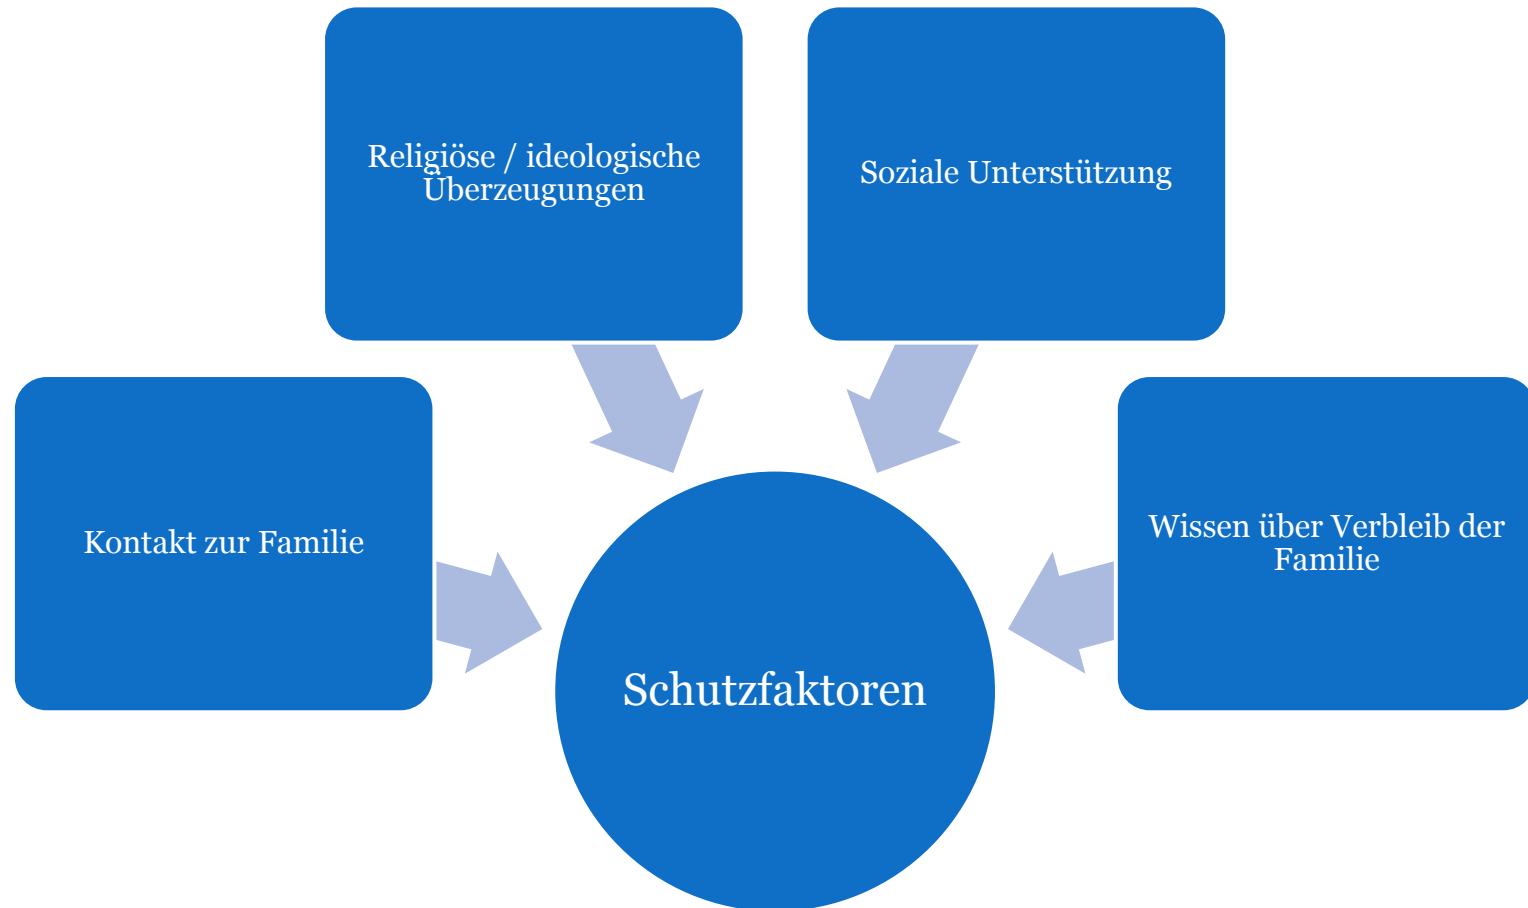 Religiöse / ideologische
Überzeugungen
Soziale Unterstützung
Kontakt zur Familie
Wissen über Verbleib der
Familie
Schutzfaktoren